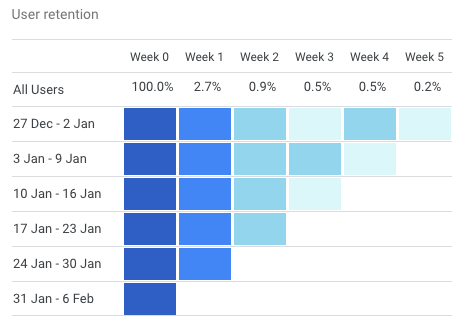 User retention
Week 0 Week 1 Week 2 Week 3 Week 4 Week 5
All Users 100.0% 2.7% 0.9% 0.5% 0.5% 0.2%
27 Dec - 2 Jan
3 Jan - 9 Jan
10 Jan - 16 Jan
17 Jan - 23 Jan
24 Jan - 30 Jan
31 Jan - 6 Feb